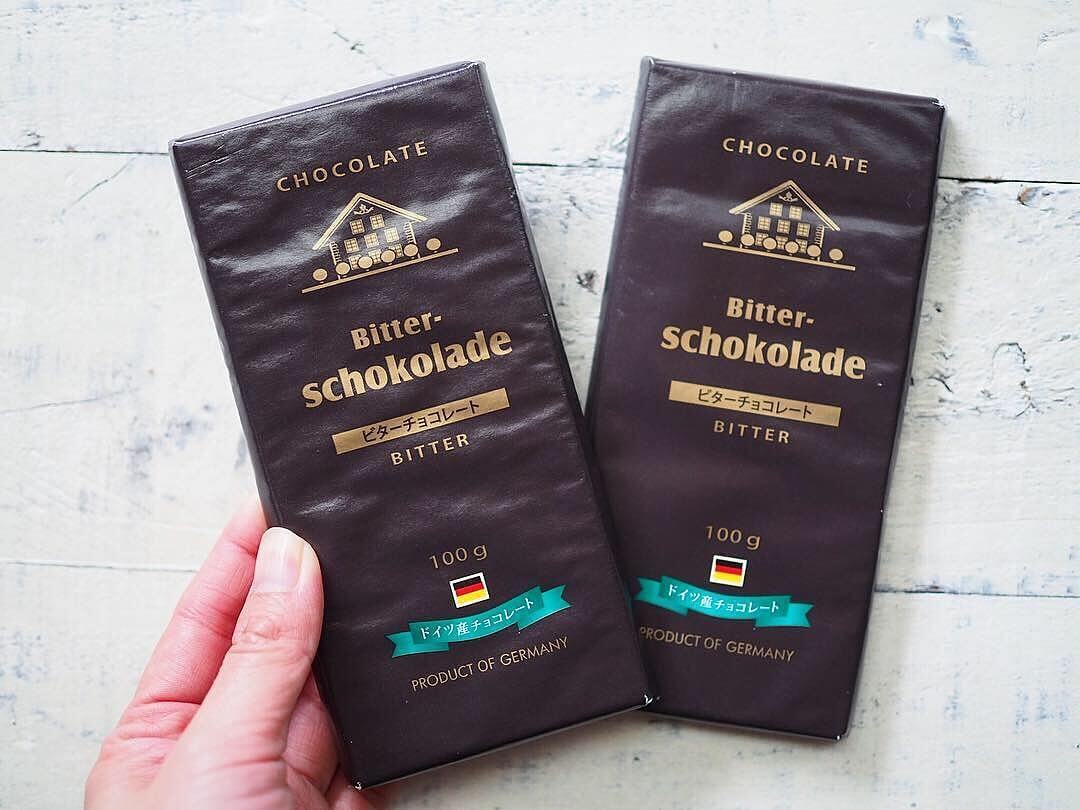 CHOCOLATE
Bitter-
schokolade
ビターチョコレート
BITTER
100 g
ドイツ産チョコレート
PRODUCT OF GERMANY
CHOCOLATE
Bitter-
schokolade
ビターチョコレート
BITTER
100 g
ドイツ産チョコレート
PRODUCT OF GERMANY